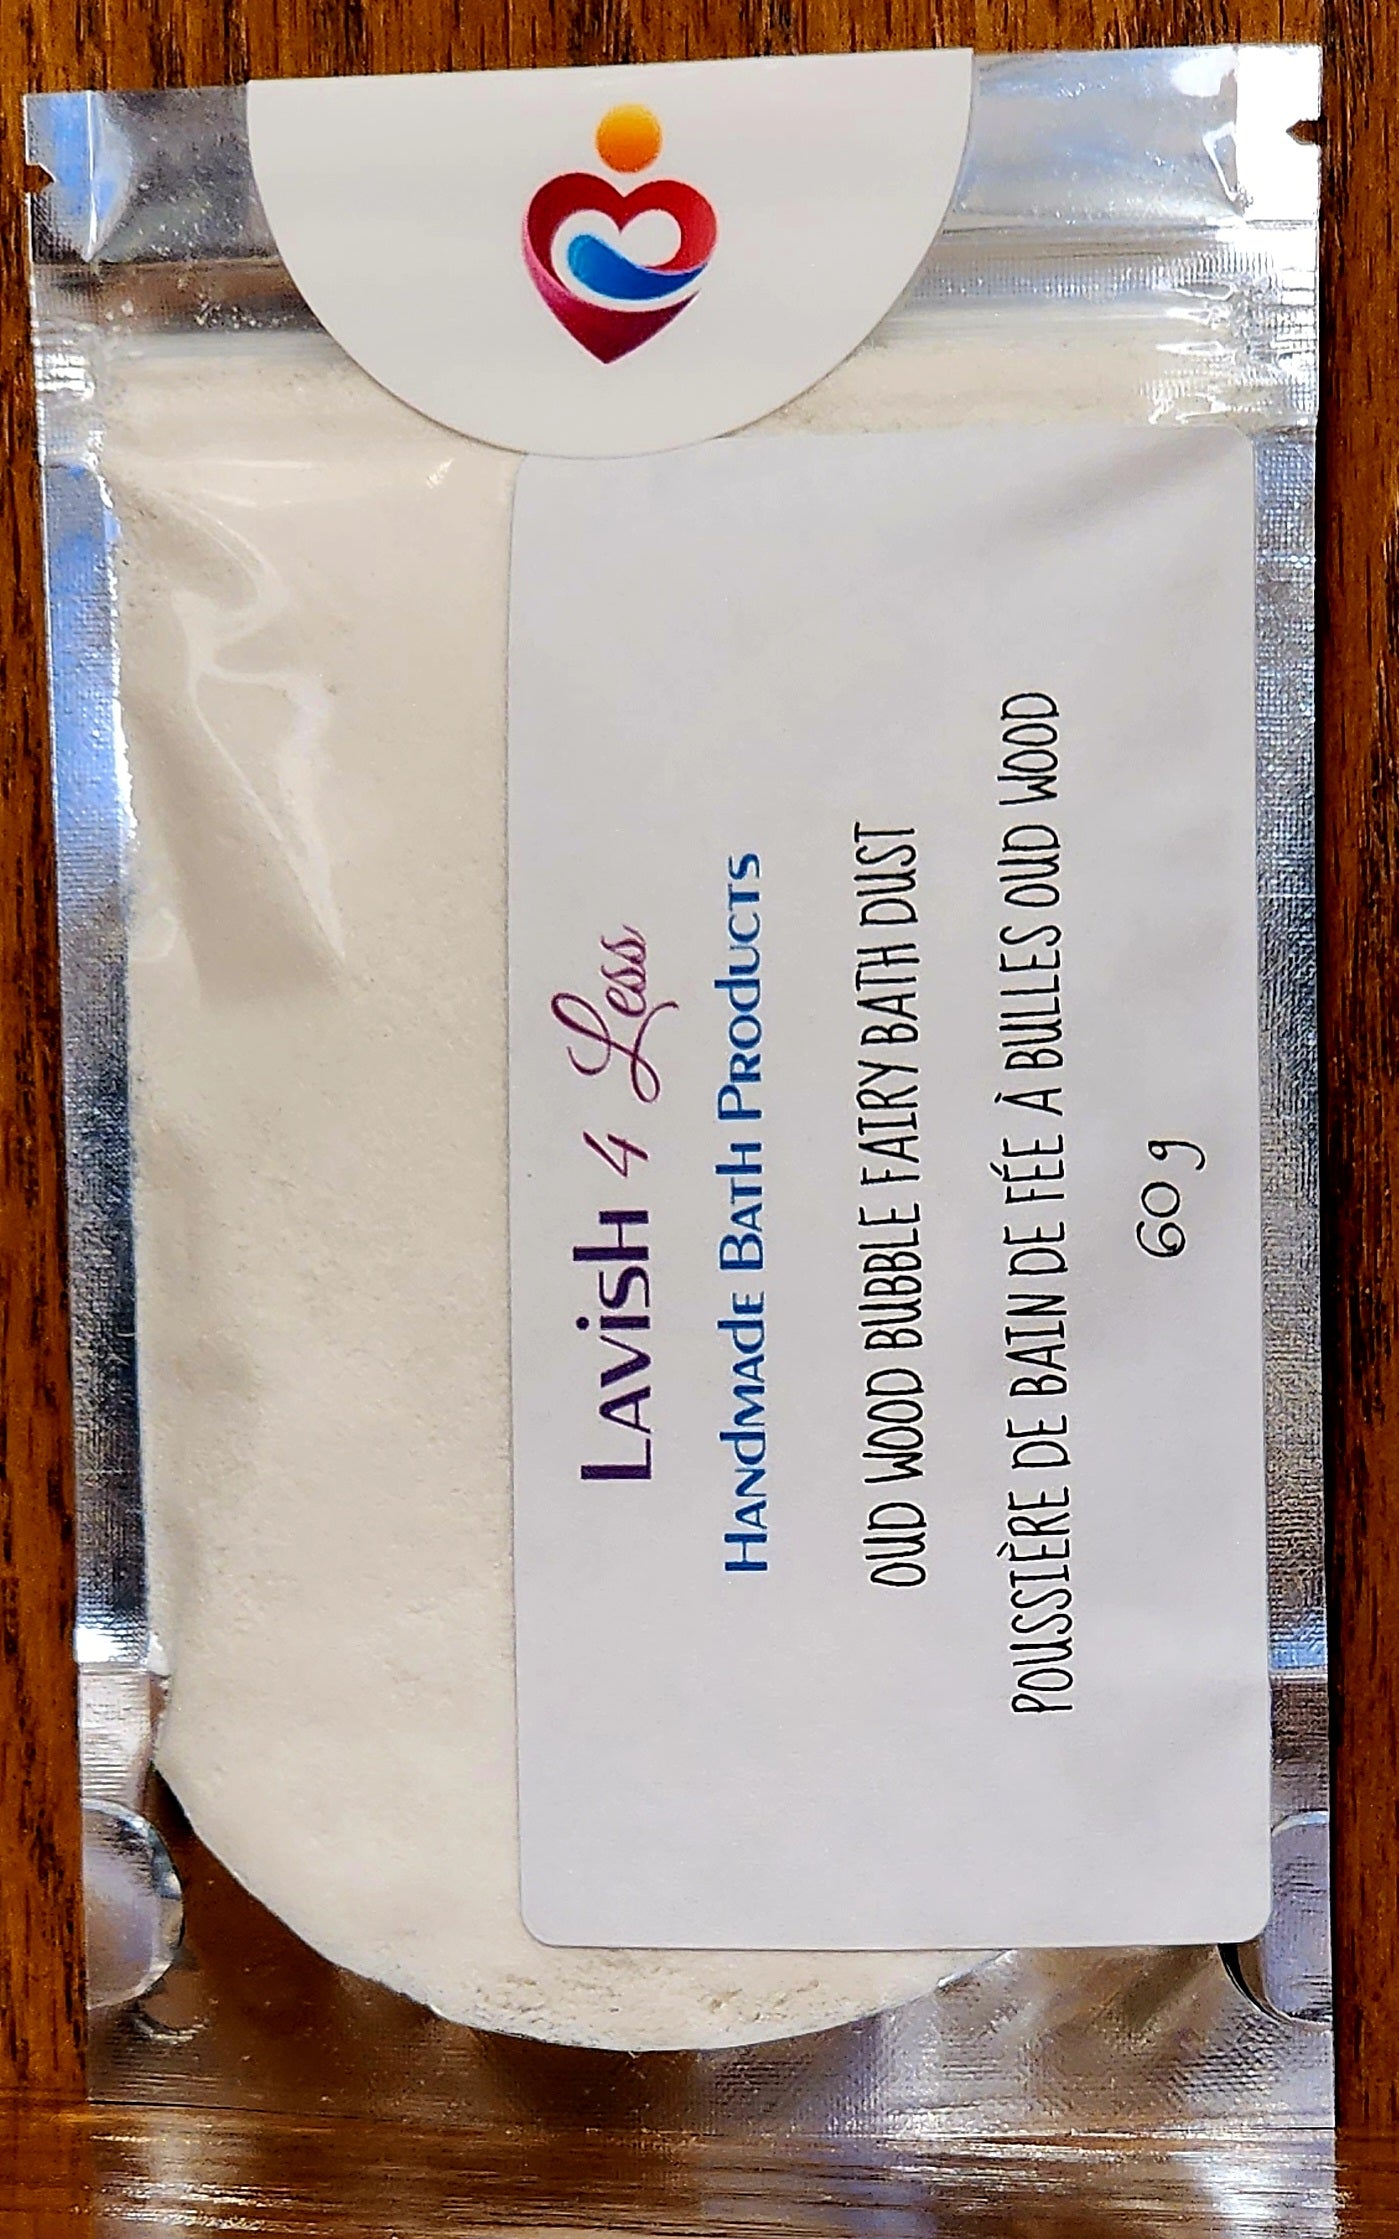 Lavish 4 Less
Handmade Bath Products
OUD WOOD BUBBLE FAIRY BATH DUST
POUSSIÈRE DE BAIN DE FÉE À BULLES OUD WOOD
60 g